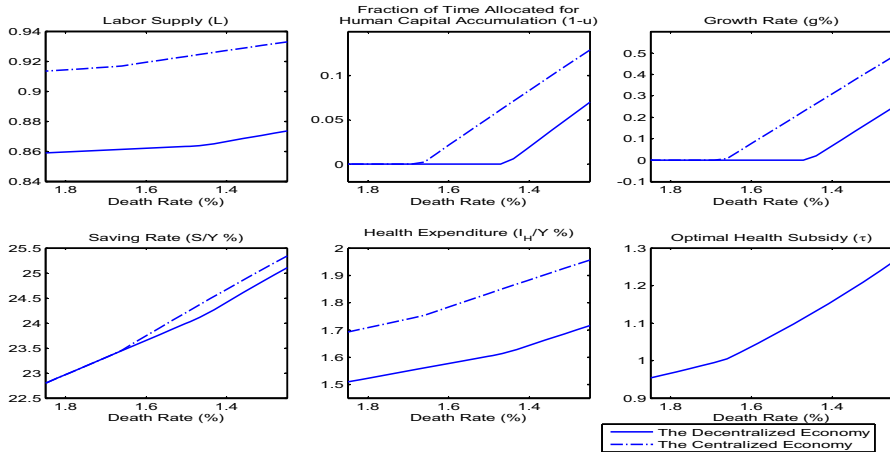 Labor Supply (L)
0.94
0.92
0.9
0.88
0.86
0.84
1.8 1.6 1.4
Death Rate (%)
Fraction of Time Allocated for
Human Capital Accumulation (1-u)
0.1
0.05
0
1.8 1.6 1.4
Death Rate (%)
Growth Rate (g%)
0.5
0.4
0.3
0.2
0.1
0
-0.1
1.8 1.6 1.4
Death Rate (%)
Saving Rate (S/Y %)
25.5
25
24.5
24
23.5
23
22.5
1.8 1.6 1.4
Death Rate (%)
Health Expenditure (I_H/Y %)
2
1.9
1.8
1.7
1.6
1.5
1.8 1.6 1.4
Death Rate (%)
Optimal Health Subsidy (τ)
1.3
1.2
1.1
1
0.9
1.8 1.6 1.4
Death Rate (%)
The Decentralized Economy
The Centralized Economy